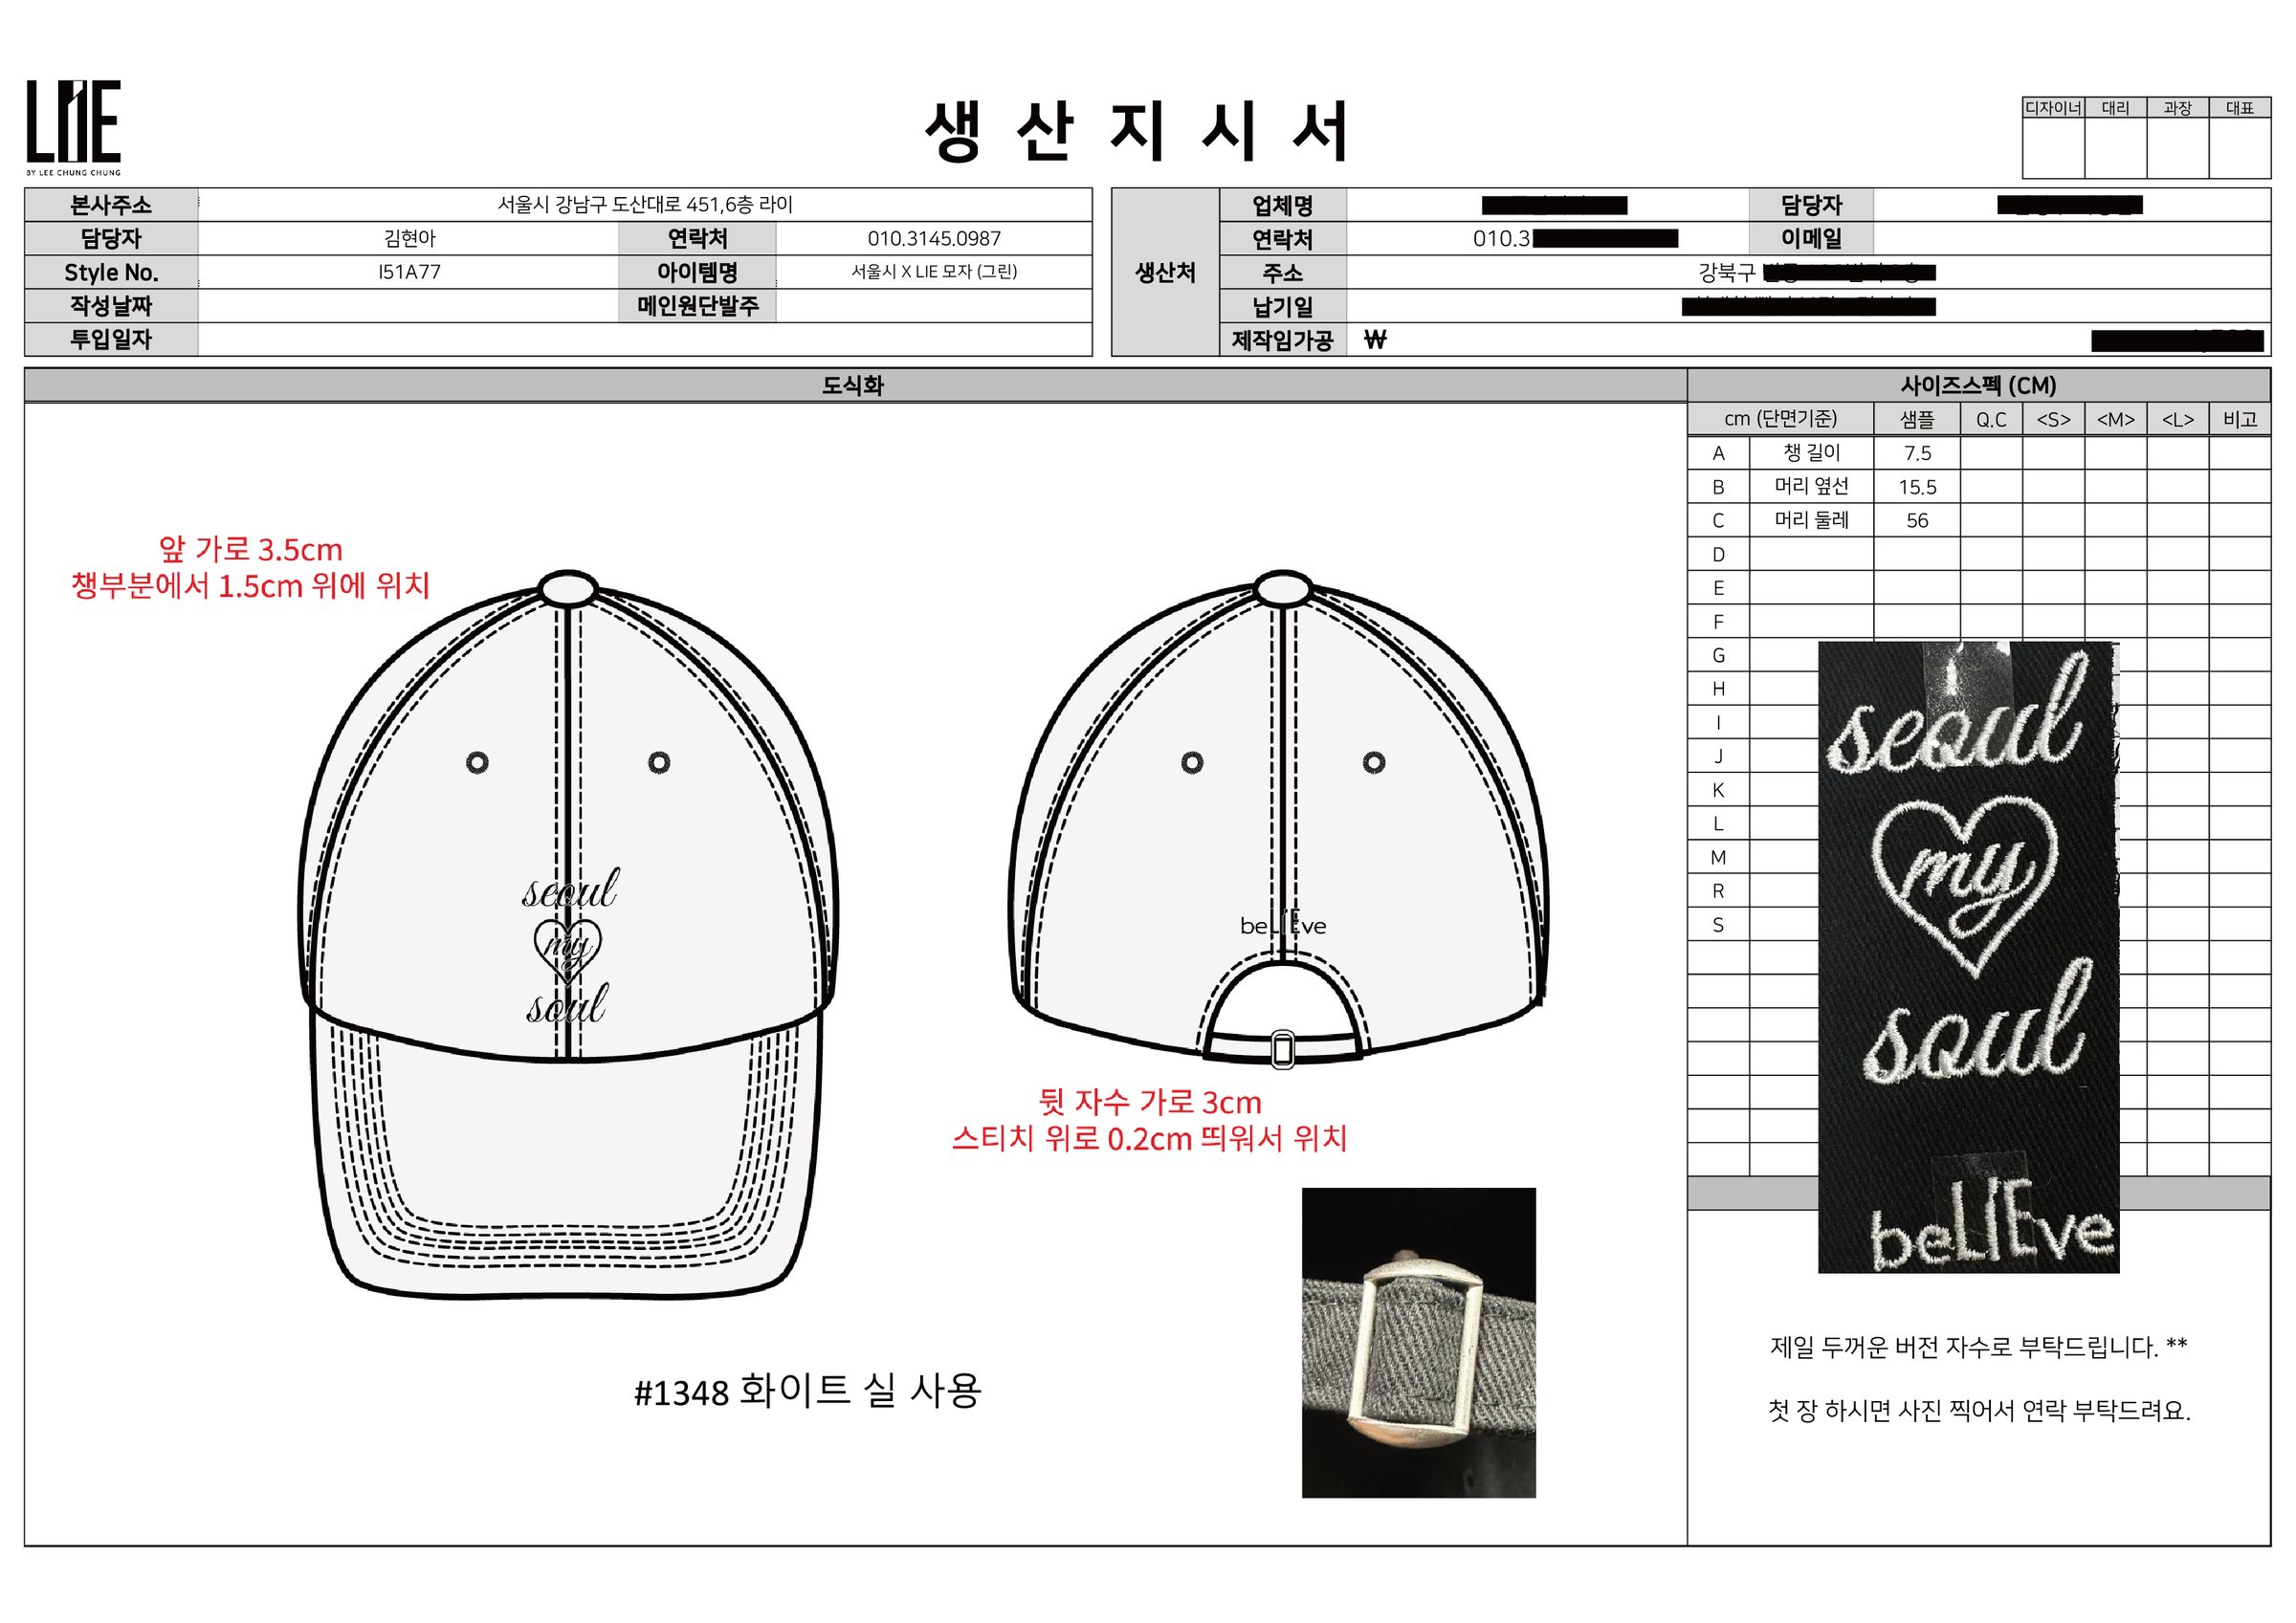 LIE
BY LEE CHUNG CHUNG
생산지시서
디자이너 대리 과장 대표
본사주소 서울시 강남구 도산대로 451,6층 라이
담당자 김현아 연락처 010.3145.0987
Style No. I51A77 아이템명 서울시 X LIE 모자 (그린)
작성날짜 메인원단발주
투입일자
생산처
업체명 담당자
연락처 010.3 이메일
주소 강북구
납기일
제작임가공 ₩
도식화
앞 가로 3.5cm
챙부분에서 1.5cm 위에 위치
seoul
my
soul
beLIEve
뒷 자수 가로 3cm
스티치 위로 0.2cm 띄워서 위치
#1348 화이트 실 사용
사이즈스펙 (CM)
cm (단면기준) 샘플 Q.C <S> <M> <L> 비고
A 챙 길이 7.5
B 머리 옆선 15.5
C 머리 둘레 56
D
E
F
G
H
I
J
K
L
M
R
S
seoul
my
soul
beLIEve
제일 두꺼운 버전 자수로 부탁드립니다. **
첫 장 하시면 사진 찍어서 연락 부탁드려요.